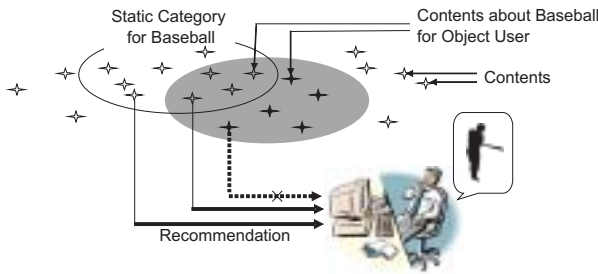 Static Category
for Baseball
Contents about Baseball
for Object User
Contents
Recommendation